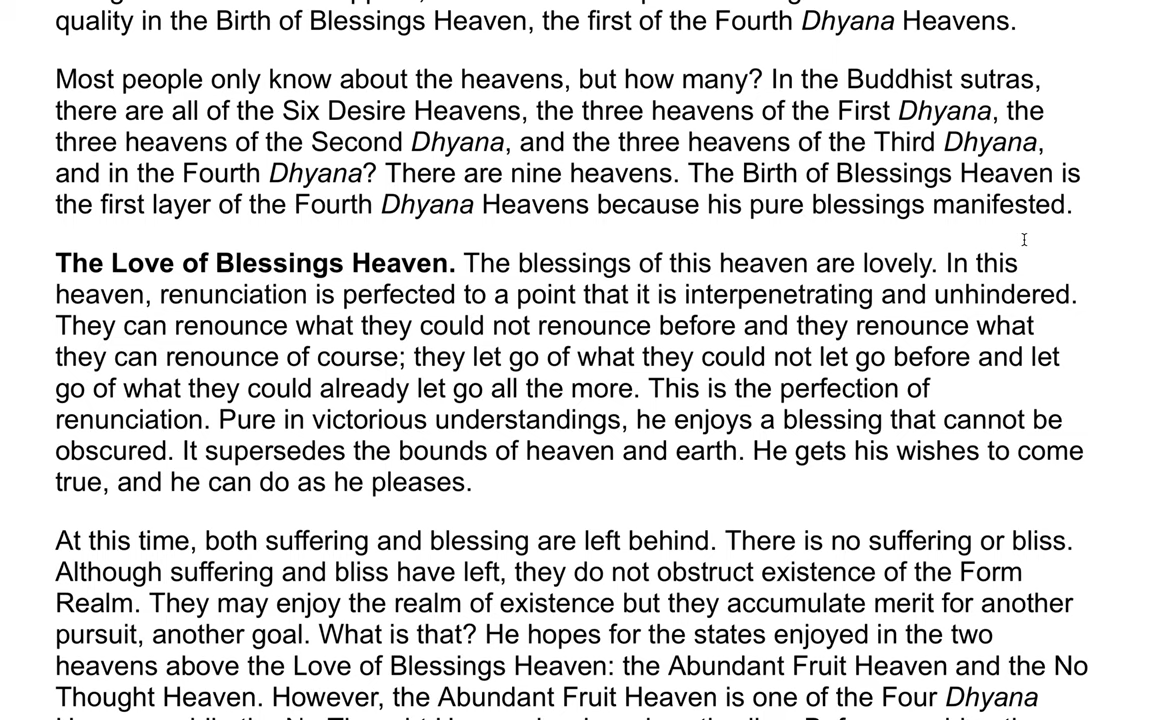 quality in the Birth of Blessings Heaven, the first of the Fourth Dhyana Heavens.
Most people only know about the heavens, but how many? In the Buddhist sutras,
there are all of the Six Desire Heavens, the three heavens of the First Dhyana, the
three heavens of the Second Dhyana, and the three heavens of the Third Dhyana,
and in the Fourth Dhyana? There are nine heavens. The Birth of Blessings Heaven is
the first layer of the Fourth Dhyana Heavens because his pure blessings manifested.
The Love of Blessings Heaven. The blessings of this heaven are lovely. In this
heaven, renunciation is perfected to a point that it is interpenetrating and unhindered.
They can renounce what they could not renounce before and they renounce what
they can renounce of course; they let go of what they could not let go before and let
go of what they could already let go all the more. This is the perfection of
renunciation. Pure in victorious understandings, he enjoys a blessing that cannot be
obscured. It supersedes the bounds of heaven and earth. He gets his wishes to come
true, and he can do as he pleases.
At this time, both suffering and blessing are left behind. There is no suffering or bliss.
Although suffering and bliss have left, they do not obstruct existence of the Form
Realm. They may enjoy the realm of existence but they accumulate merit for another
pursuit, another goal. What is that? He hopes for the states enjoyed in the two
heavens above the Love of Blessings Heaven: the Abundant Fruit Heaven and the No
Thought Heaven. However, the Abundant Fruit Heaven is one of the Four Dhyana